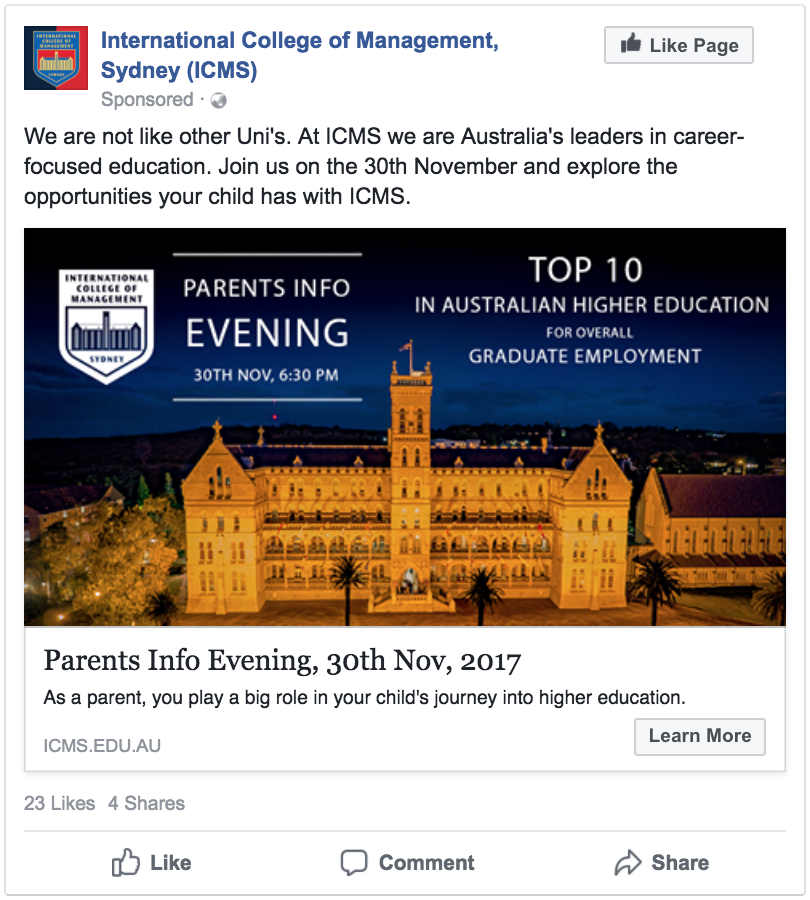 INTERNATIONAL
COLLEGE OF
MANAGEMENT
SYDNEY
International College of Management,
Sydney (ICMS)
Like Page
Sponsored ·
We are not like other Uni's. At ICMS we are Australia's leaders in career-
focused education. Join us on the 30th November and explore the
opportunities your child has with ICMS.
INTERNATIONAL
COLLEGE OF
MANAGEMENT
SYDNEY
PARENTS INFO
EVENING
30TH NOV, 6:30 PM
TOP 10
IN AUSTRALIAN HIGHER EDUCATION
FOR OVERALL
GRADUATE EMPLOYMENT
Parents Info Evening, 30th Nov, 2017
As a parent, you play a big role in your child's journey into higher education.
ICMS.EDU.AU
Learn More
23 Likes 4 Shares
Like Comment Share